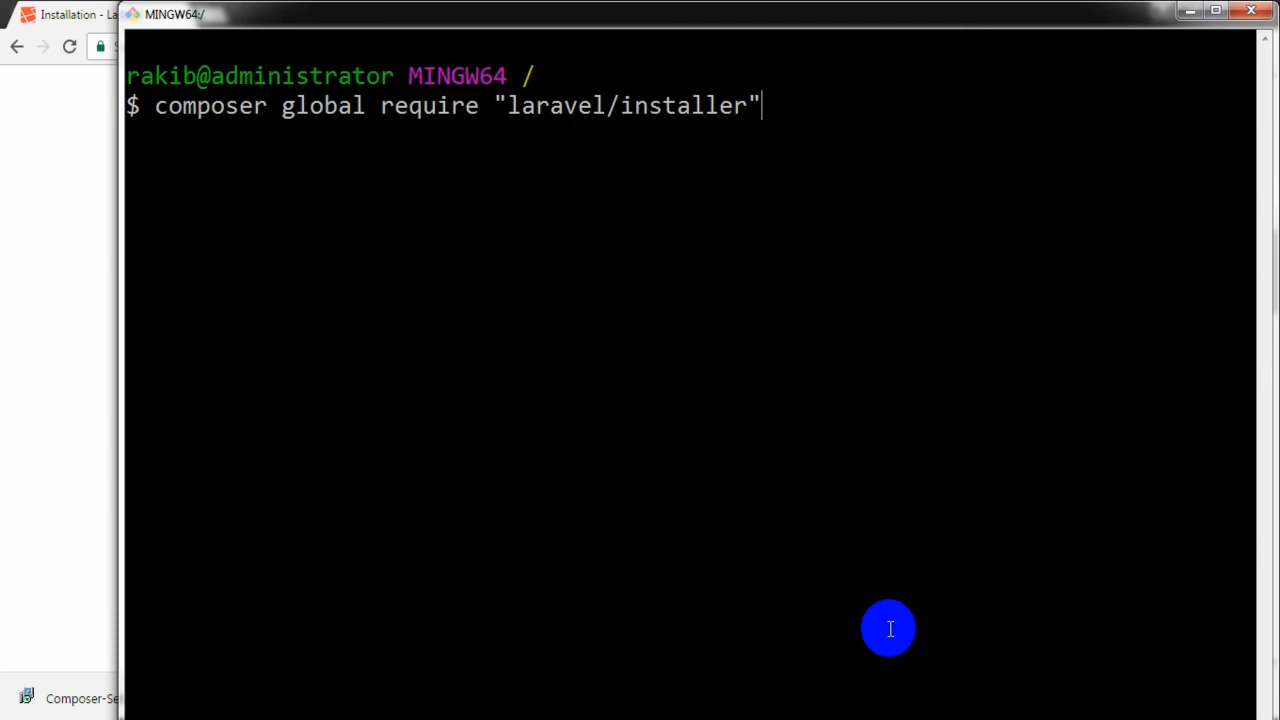 Installation - La
MINGW64:/
rakib@administrator MINGW64 /
$ composer global require "laravel/installer"
Composer-Se